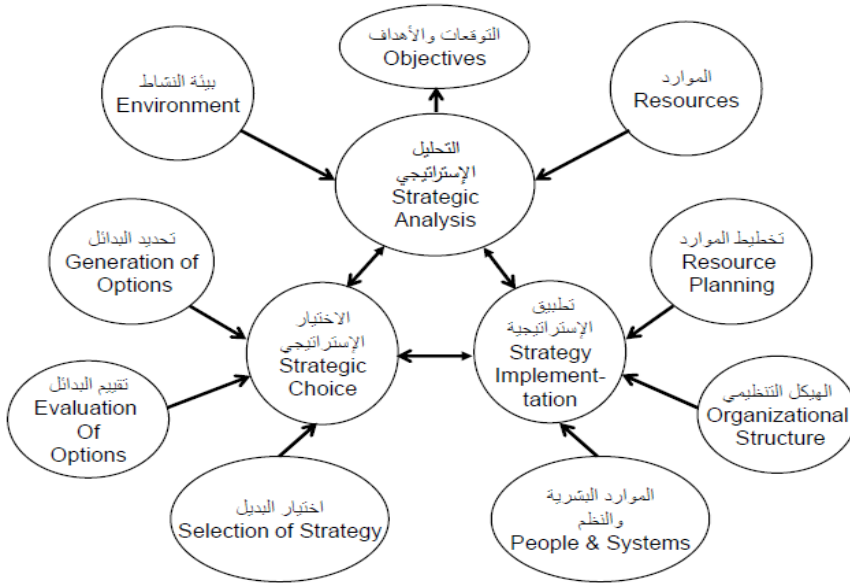 التوقعات والأهداف
Objectives
بيئة النشاط
Environment
الموارد
Resources
التحليل
الإستراتيجي
Strategic
Analysis
تحديد البدائل
Generation of
Options
تخطيط الموارد
Resource
Planning
الاختيار
الإستراتيجي
Strategic
Choice
تطبيق
الإستراتيجية
Strategy
Implement-
tation
تقييم البدائل
Evaluation
Of
Options
الهيكل التنظيمي
Organizational
Structure
اختيار البديل
Selection of Strategy
الموارد البشرية
والنظم
People & Systems